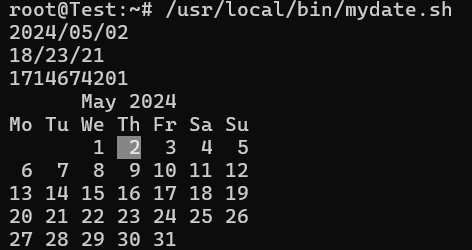 root@Test:~# /usr/local/bin/mydate.sh
2024/05/02
18/23/21
1714674201
      May 2024
Mo Tu We Th Fr Sa Su
       1  2  3  4  5
 6  7  8  9 10 11 12
13 14 15 16 17 18 19
20 21 22 23 24 25 26
27 28 29 30 31